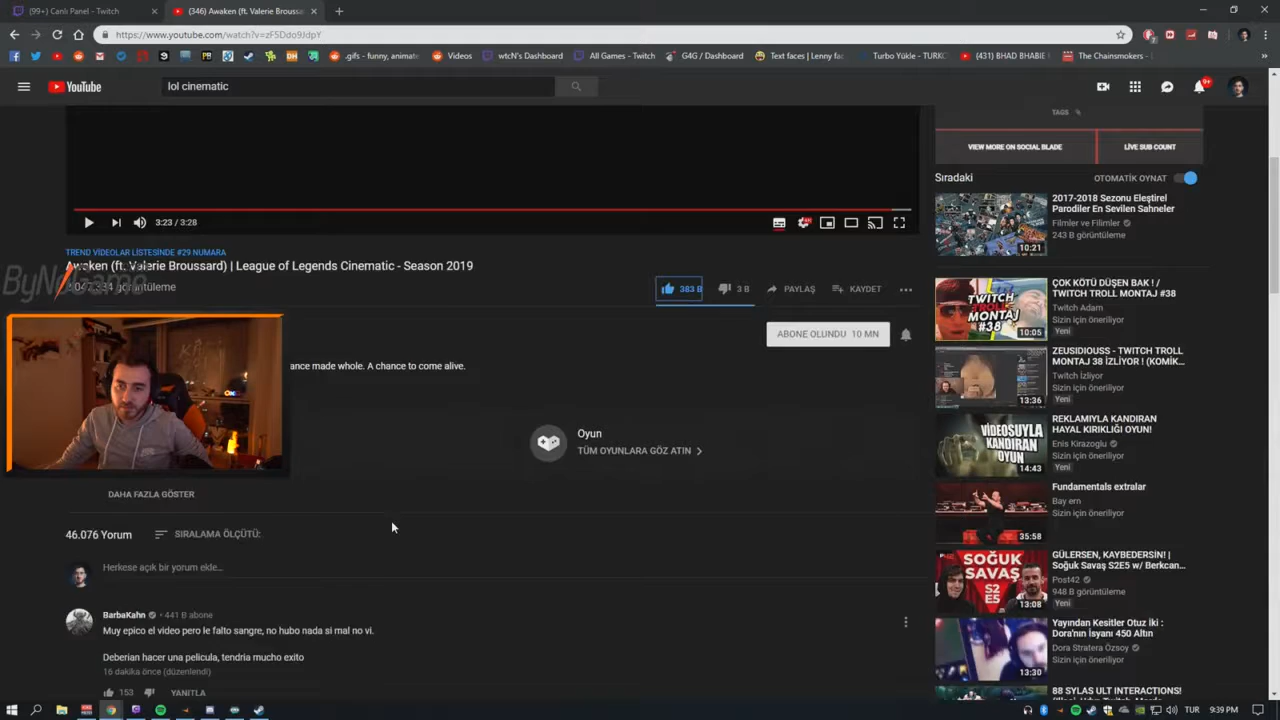 (99+) Canlı Panel - Twitch
(346) Awaken (ft. Valerie Broussar
https://www.youtube.com/watch?v=zF5Ddo9JdpY
.gifs - funny, animate
Videos
wtcN's Dashboard
All Games - Twitch
G4G / Dashboard
Text faces | Lenny fac
Turbo Yükle - TURK
(431) BHAD BHABIE
The Chainsmokers -
YouTube
lol cinematic
9+
TAGS
VIEW MORE ON SOCIAL BLADE
LIVE SUB COUNT
3:23 / 3:28
TREND VİDEOLAR LİSTESİNDE #29 NUMARA
Awaken (ft. Valerie Broussard) | League of Legends Cinematic - Season 2019
ByNoGame
görüntüleme
383 B
3 B
PAYLAŞ
KAYDET
ABONE OLUNDU 10 MN
ance made whole. A chance to come alive.
Oyun
TÜM OYUNLARA GÖZ ATIN
DAHA FAZLA GÖSTER
46.076 Yorum
SIRALAMA ÖLÇÜTÜ:
Herkese açık bir yorum ekle...
BarbaKahn • 441 B abone
Muy epico el video pero le falto sangre, no hubo nada si mal no vi.
Deberian hacer una pelicula, tendria mucho exito
16 dakika önce (düzenlendi)
153
YANITLA
Sıradaki
OTOMATİK OYNAT
2017-2018 Sezonu Eleştirel
Parodiler En Sevilen Sahneler
Filmler ve Filimler
243 B görüntüleme
10:21
ÇOK KÖTÜ DÜŞEN BAK ! /
TWITCH TROLL MONTAJ #38
Twitch Adam
Sizin için öneriliyor
Yeni
TWITCH
TROLL
MONTAJ
#38
10:05
ZEUSIDIOUSS - TWITCH TROLL
MONTAJ 38 İZLİYOR ! (KOMİK...
Twitch İzliyor
Sizin için öneriliyor
Yeni
13:36
REKLAMIYLA KANDIRAN
HAYAL KIRIKLIĞI OYUN!
Enis Kirazoglu
Sizin için öneriliyor
Yeni
VİDEOSUYLA
KANDIRAN
OYUN
14:43
Fundamentals extralar
Bay ern
Sizin için öneriliyor
35:58
GÜLERSEN, KAYBEDERSİN! |
Soğuk Savaş S2E5 w/ Berkcan...
Post42
948 B görüntüleme
Yeni
SOĞUK
SAVAŞ
S2
E5
13:08
Yayından Kesitler Otuz İki :
Dora'nın İsyanı 450 Altın
Dora Stratera Özsoy
Sizin için öneriliyor
13:30
88 SYLAS ULT INTERACTIONS!
TUR
9:39 PM